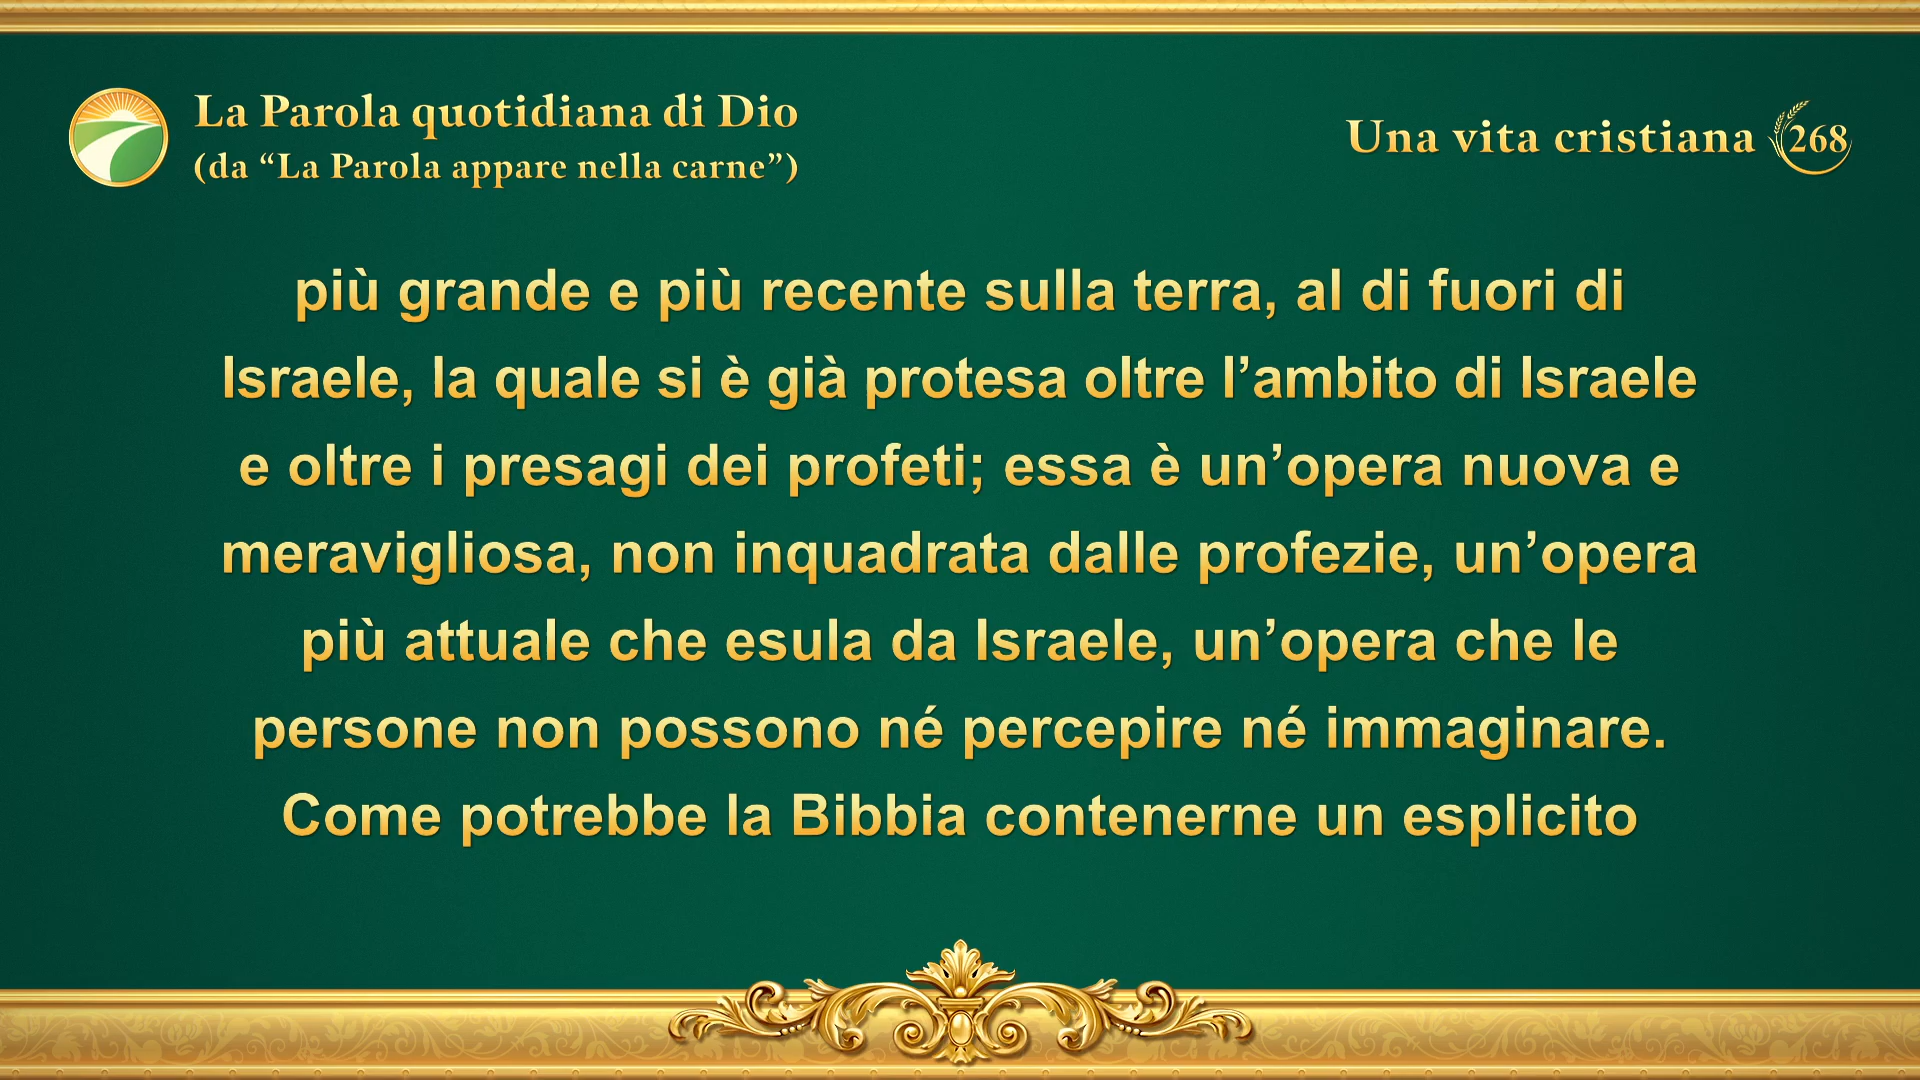 La Parola quotidiana di Dio
(da “La Parola appare nella carne”)
Una vita cristiana 268
più grande e più recente sulla terra, al di fuori di
Israele, la quale si è già protesa oltre l’ambito di Israele
e oltre i presagi dei profeti; essa è un’opera nuova e
meravigliosa, non inquadrata dalle profezie, un’opera
più attuale che esula da Israele, un’opera che le
persone non possono né percepire né immaginare.
Come potrebbe la Bibbia contenerne un esplicito